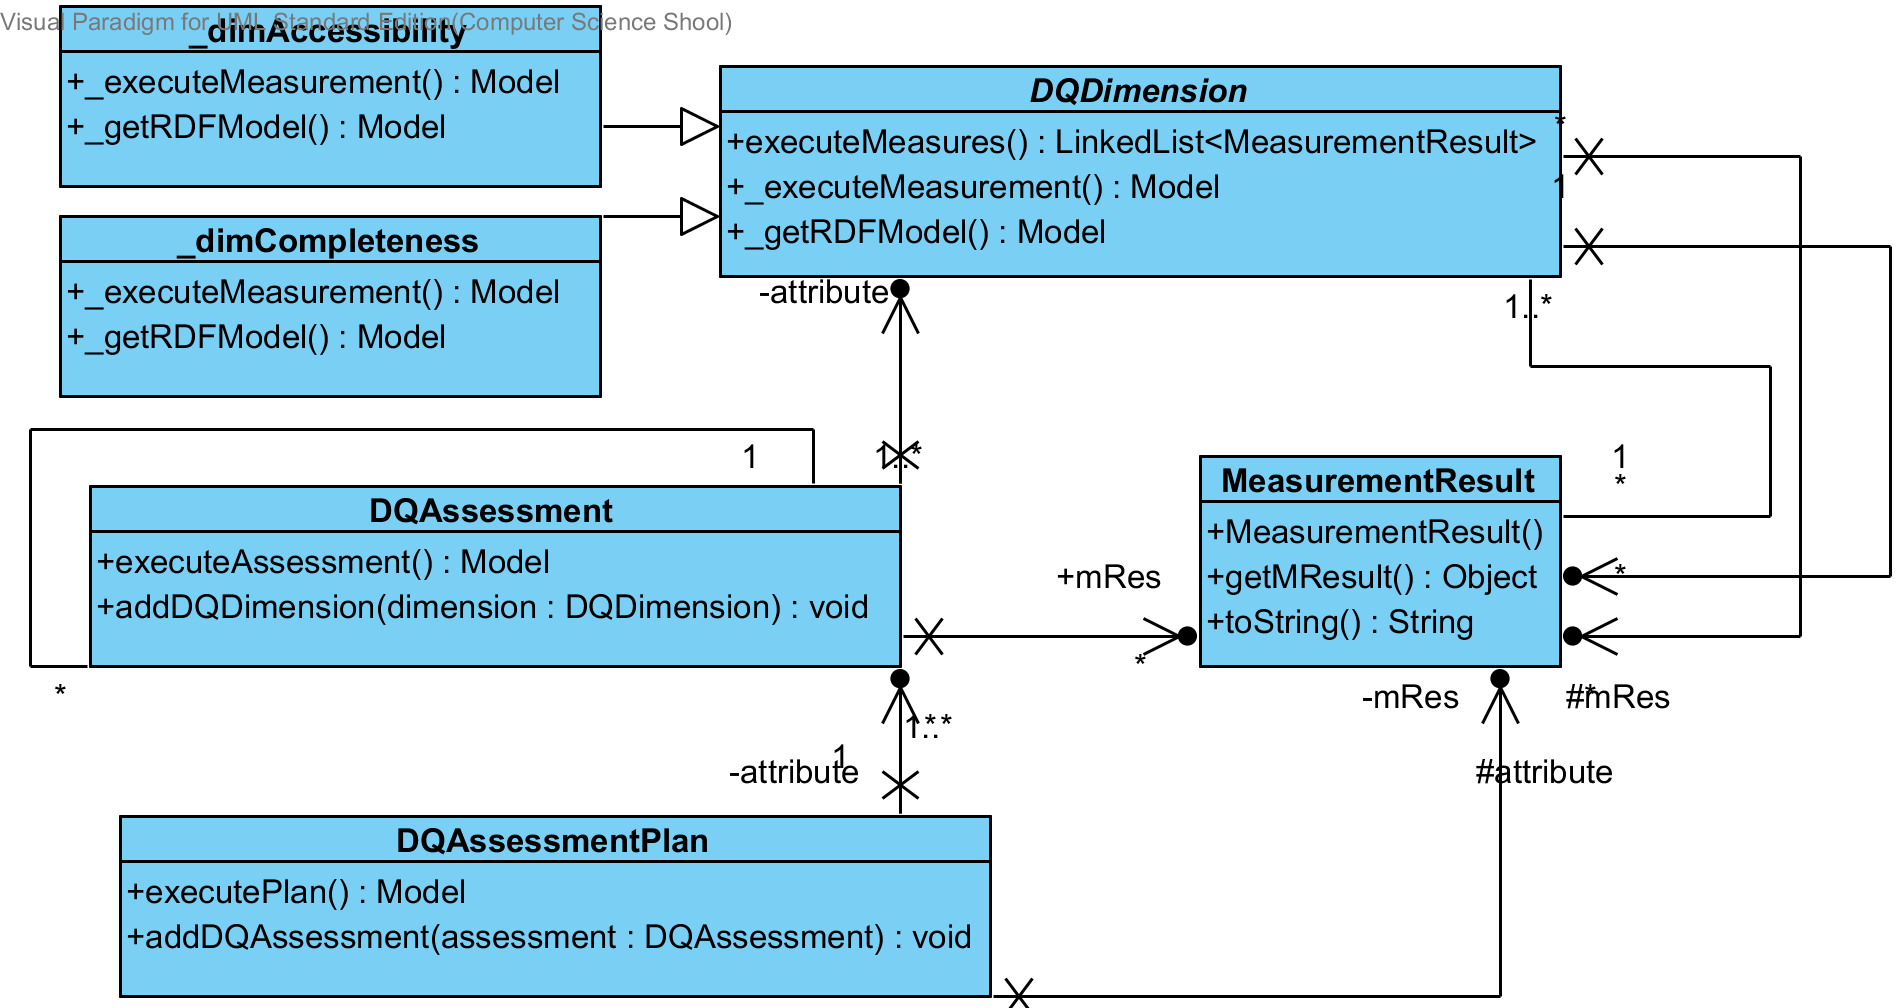 Visual Paradigm for UML Standard Edition(Computer Science Shool)
_dimAccessibility
+_executeMeasurement() : Model
+_getRDFModel() : Model
DQDimension
+executeMeasures() : LinkedList<MeasurementResult>
+_executeMeasurement() : Model
+_getRDFModel() : Model
*
1
_dimCompleteness
+_executeMeasurement() : Model
+_getRDFModel() : Model
-attribute
1..*
1
1..*
1
*
DQAssessment
+executeAssessment() : Model
+addDQDimension(dimension : DQDimension) : void
*
MeasurementResult
+MeasurementResult()
+getMResult() : Object
+toString() : String
*
+mRes
*
-mRes
#mRes
*
1..*
*
1
-attribute
#attribute
DQAssessmentPlan
+executePlan() : Model
+addDQAssessment(assessment : DQAssessment) : void